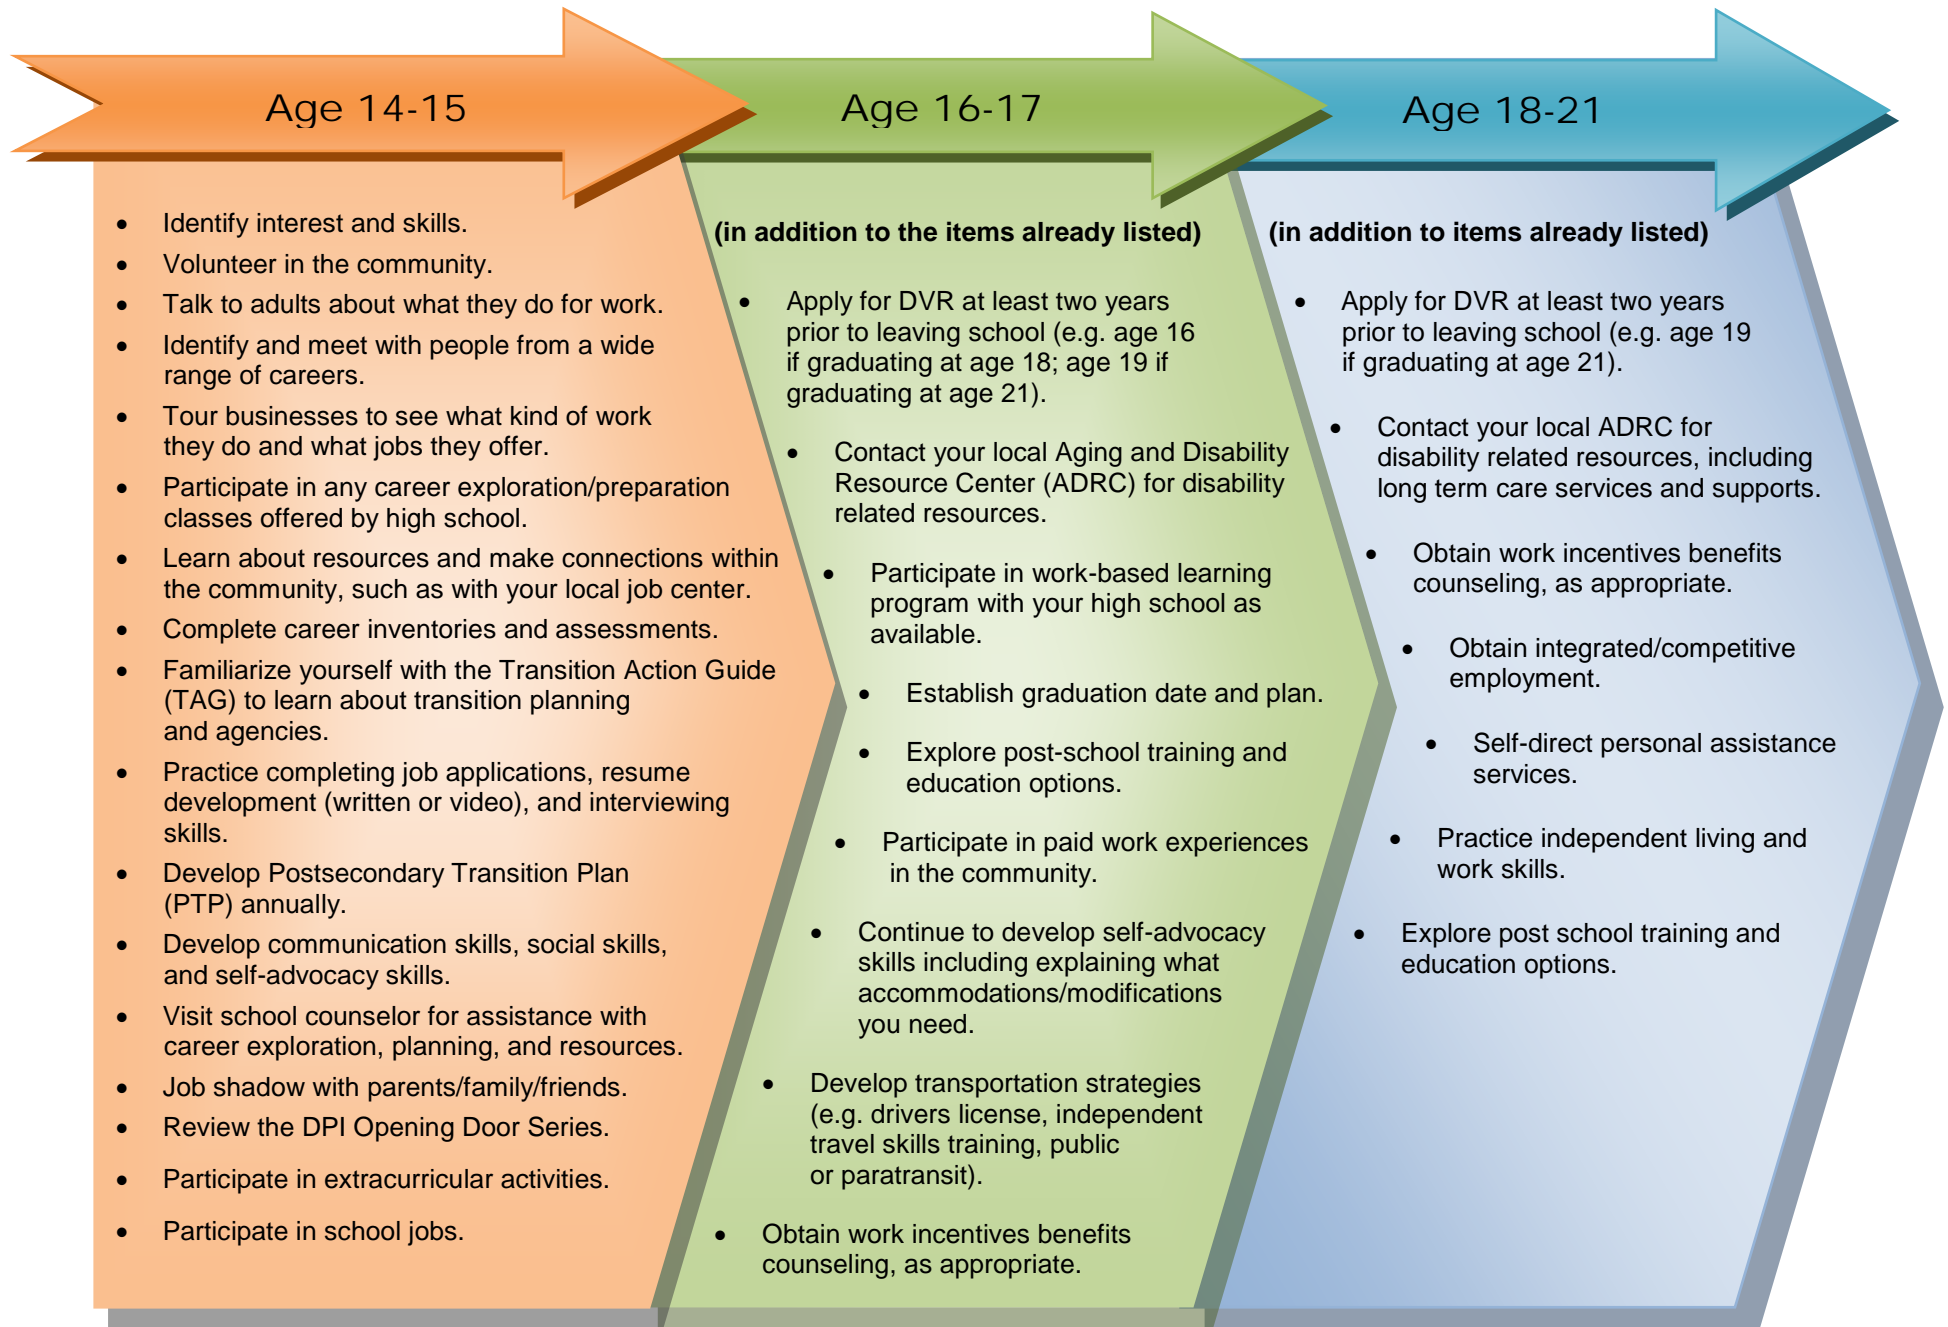 Age 14-15
Age 16-17
Age 18-21
• Identify interest and skills.
• Volunteer in the community.
• Talk to adults about what they do for work.
• Identify and meet with people from a wide
range of careers.
• Tour businesses to see what kind of work
they do and what jobs they offer.
• Participate in any career exploration/preparation
classes offered by high school.
• Learn about resources and make connections within
the community, such as with your local job center.
• Complete career inventories and assessments.
• Familiarize yourself with the Transition Action Guide
(TAG) to learn about transition planning
and agencies.
• Practice completing job applications, resume
development (written or video), and interviewing
skills.
• Develop Postsecondary Transition Plan
(PTP) annually.
• Develop communication skills, social skills,
and self-advocacy skills.
• Visit school counselor for assistance with
career exploration, planning, and resources.
• Job shadow with parents/family/friends.
• Review the DPI Opening Door Series.
• Participate in extracurricular activities.
• Participate in school jobs.
(in addition to the items already listed)
• Apply for DVR at least two years
prior to leaving school (e.g. age 16
if graduating at age 18; age 19 if
graduating at age 21).
• Contact your local Aging and Disability
Resource Center (ADRC) for disability
related resources.
• Participate in work-based learning
program with your high school as
available.
• Establish graduation date and plan.
• Explore post-school training and
education options.
• Participate in paid work experiences
in the community.
• Continue to develop self-advocacy
skills including explaining what
accommodations/modifications
you need.
• Develop transportation strategies
(e.g. drivers license, independent
travel skills training, public
or paratransit).
• Obtain work incentives benefits
counseling, as appropriate.
(in addition to items already listed)
• Apply for DVR at least two years
prior to leaving school (e.g. age 19
if graduating at age 21).
• Contact your local ADRC for
disability related resources, including
long term care services and supports.
• Obtain work incentives benefits
counseling, as appropriate.
• Obtain integrated/competitive
employment.
• Self-direct personal assistance
services.
• Practice independent living and
work skills.
• Explore post school training and
education options.